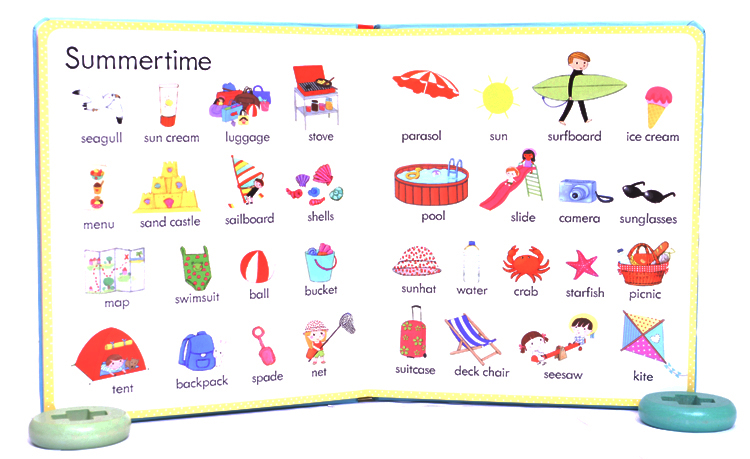 Summertime
seagull sun cream luggage stove
menu sand castle sailboard shells
map swimsuit ball bucket
tent backpack spade net
parasol sun surfboard ice cream
pool slide camera sunglasses
sunhat water crab starfish picnic
suitcase deck chair seesaw kite